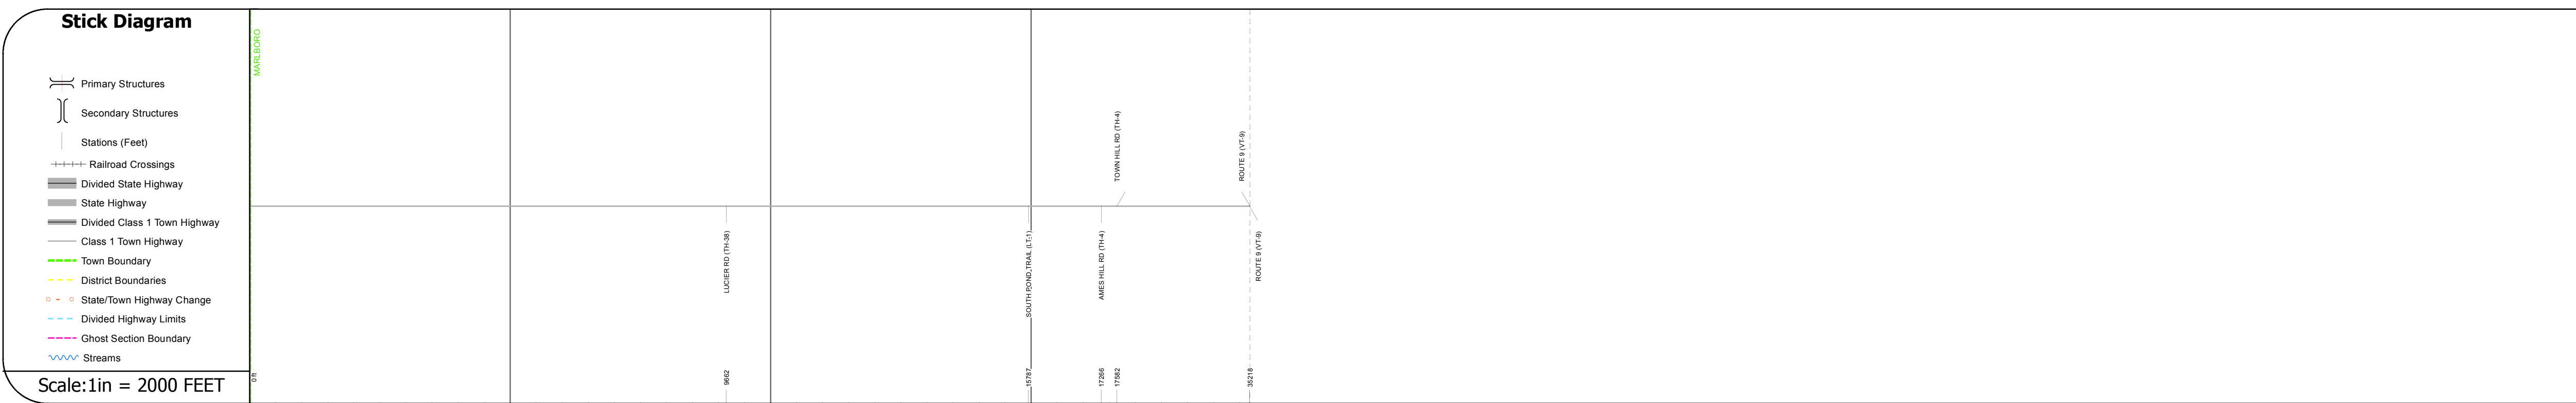 Stick Diagram
Primary Structures
Secondary Structures
Stations (Feet)
Railroad Crossings
Divided State Highway
State Highway
Divided Class 1 Town Highway
Class 1 Town Highway
Town Boundary
District Boundaries
State/Town Highway Change
Divided Highway Limits
Ghost Section Boundary
Streams
Scale:1in = 2000 FEET
MARLBORO
TOWN HILL RD (TH-4)
ROUTE 9 (VT-9)
LUCIER RD (TH-38)
SOUTH POND_TRAIL (LT-1)
AMES HILL RD (TH-4)
ROUTE 9 (VT-9)
0 ft
9662
15787
17266
17582
35218